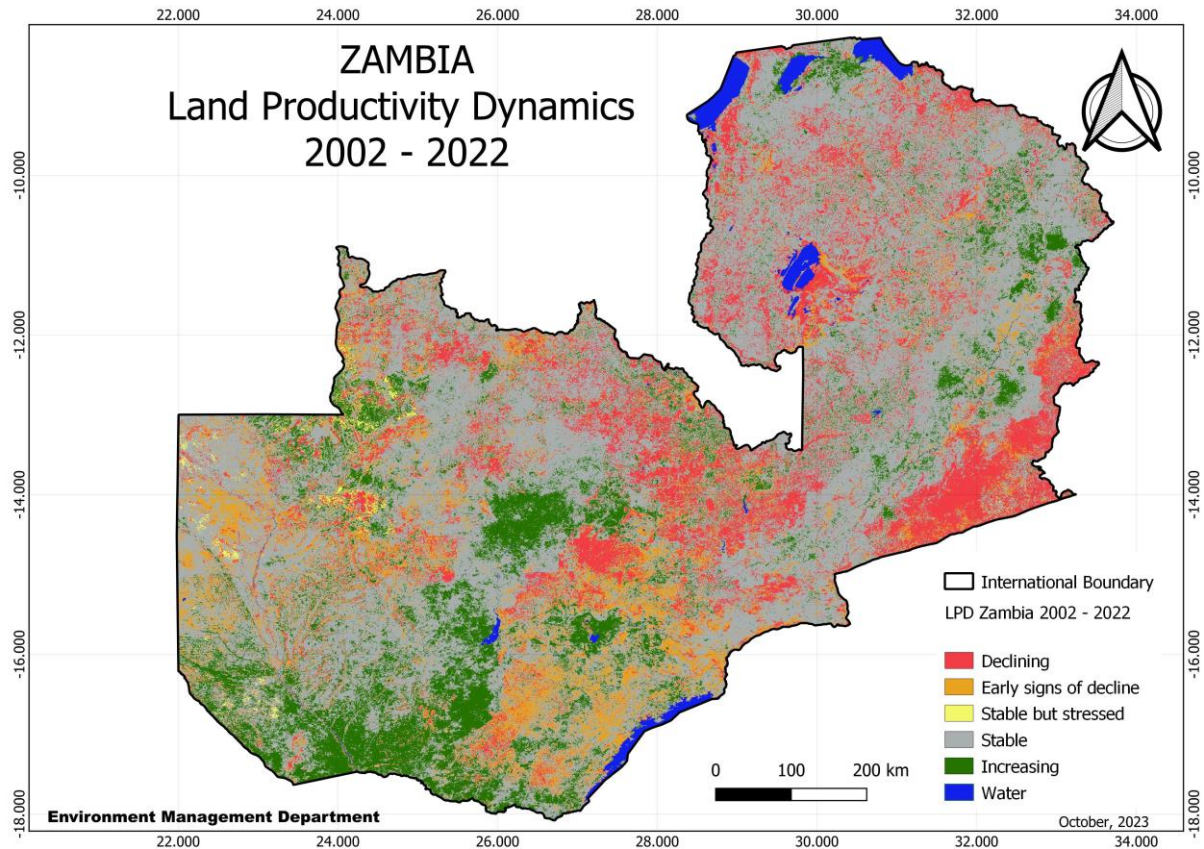 22.000 24.000 26.000 28.000 30.000 32.000 34.000
ZAMBIA
Land Productivity Dynamics
2002 - 2022
-10.000 -10.000
-12.000 -12.000
-14.000 -14.000
International Boundary
LPD Zambia 2002 - 2022
-16.000 -16.000
Declining
Early signs of decline
Stable but stressed
Stable
Increasing
Water
0 100 200 km
-18.000 -18.000
Environment Management Department
October, 2023
22.000 24.000 26.000 28.000 30.000 32.000 34.000